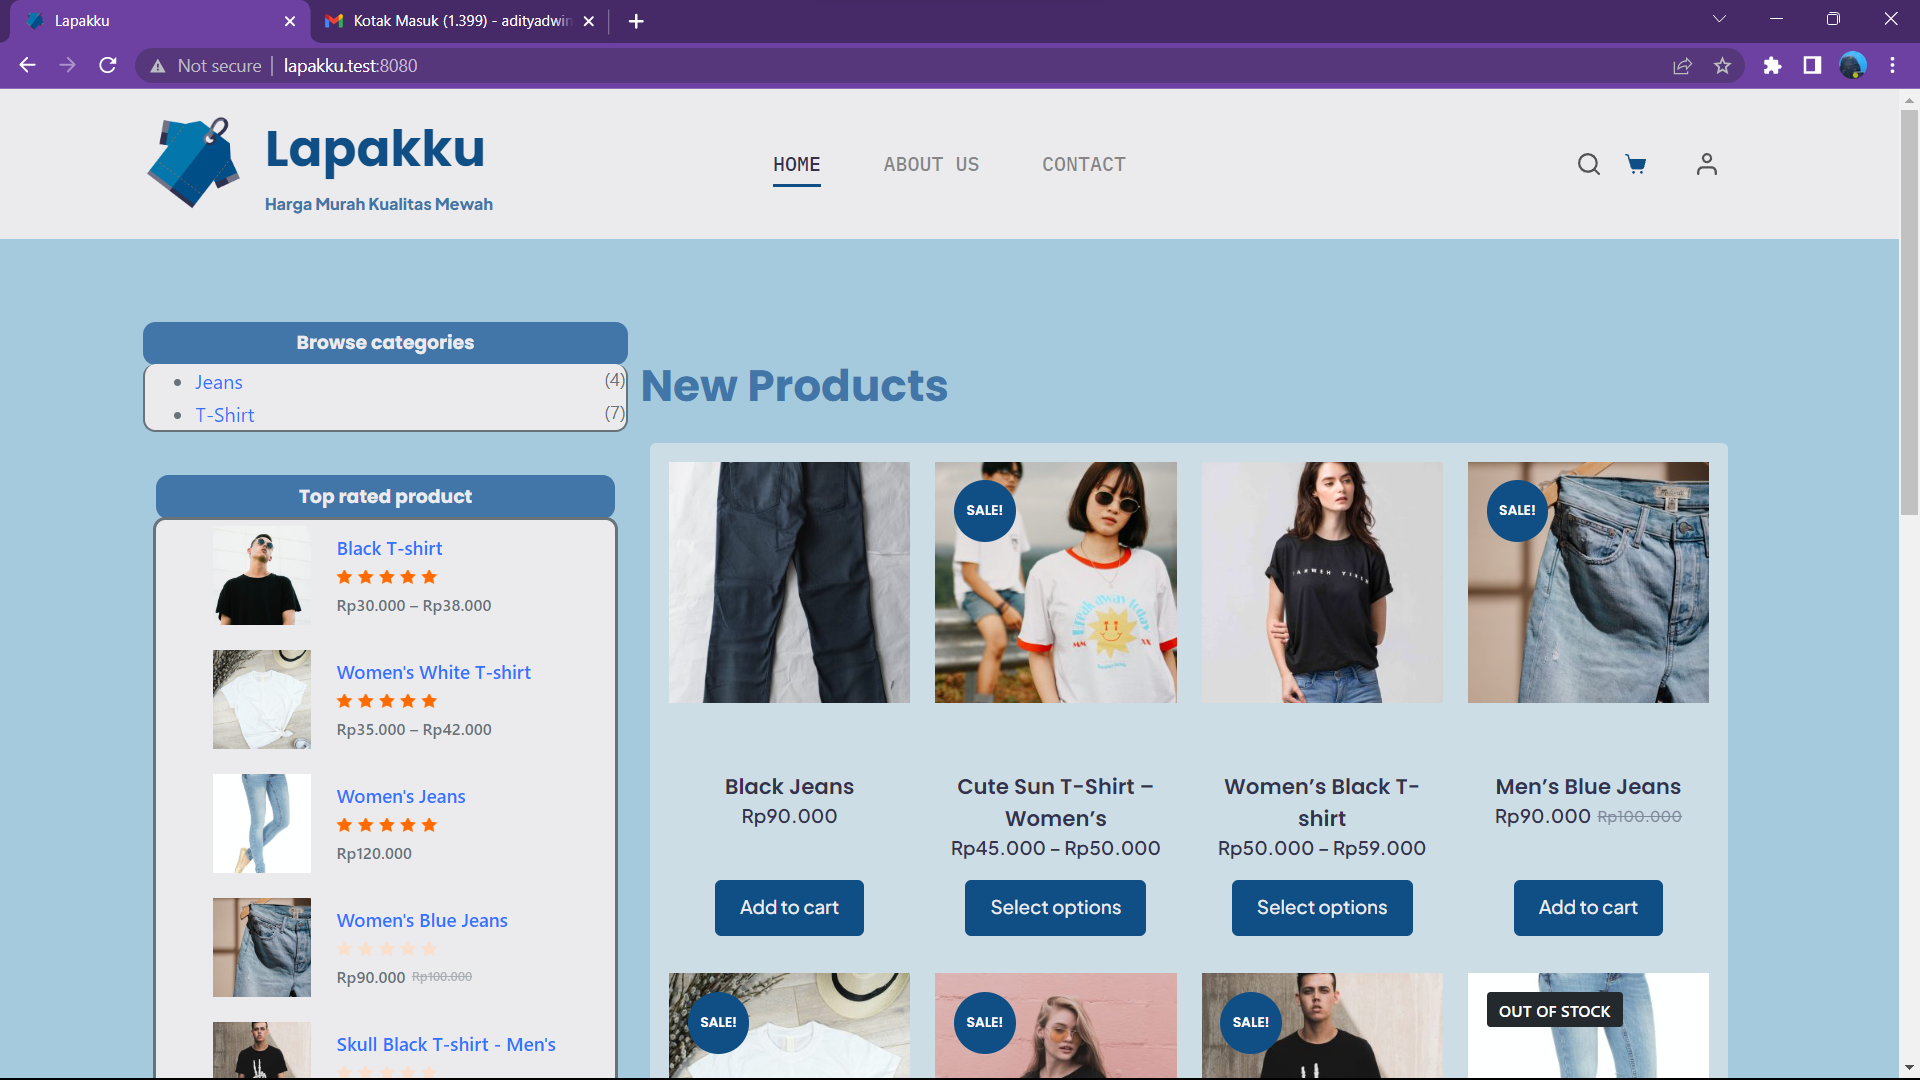 Lapakku
Kotak Masuk (1.399) - adityadwin
Not secure | lapakku.test:8080
Lapakku
Harga Murah Kualitas Mewah
HOME
ABOUT US
CONTACT
Browse categories
Jeans (4)
T-Shirt (7)
Top rated product
Black T-shirt
Rp30.000 – Rp38.000
Women's White T-shirt
Rp35.000 – Rp42.000
Women's Jeans
Rp120.000
Women's Blue Jeans
Rp90.000 Rp100.000
Skull Black T-shirt - Men's
New Products
Black Jeans
Rp90.000
Add to cart
SALE!
Break away today
Cute Sun T-Shirt –
Women’s
Rp45.000 – Rp50.000
Select options
Women’s Black T-
shirt
Rp50.000 – Rp59.000
Select options
SALE!
Men’s Blue Jeans
Rp90.000 Rp100.000
Add to cart
SALE!
SALE!
SALE!
OUT OF STOCK